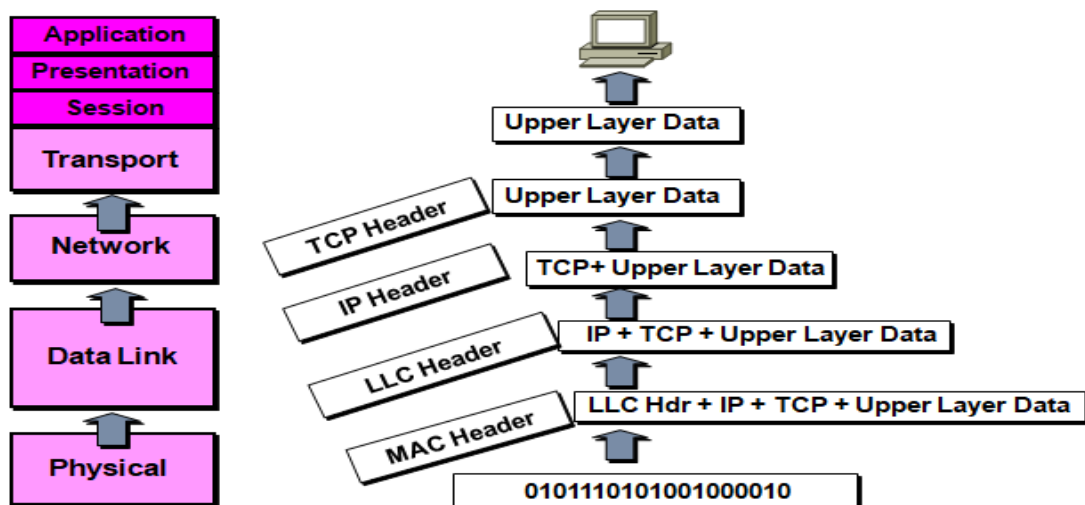 Application
Presentation
Session
Transport
Network
Data Link
Physical
Upper Layer Data
Upper Layer Data
TCP Header
TCP+ Upper Layer Data
IP Header
IP + TCP + Upper Layer Data
LLC Header
LLC Hdr + IP + TCP + Upper Layer Data
MAC Header
0101110101001000010